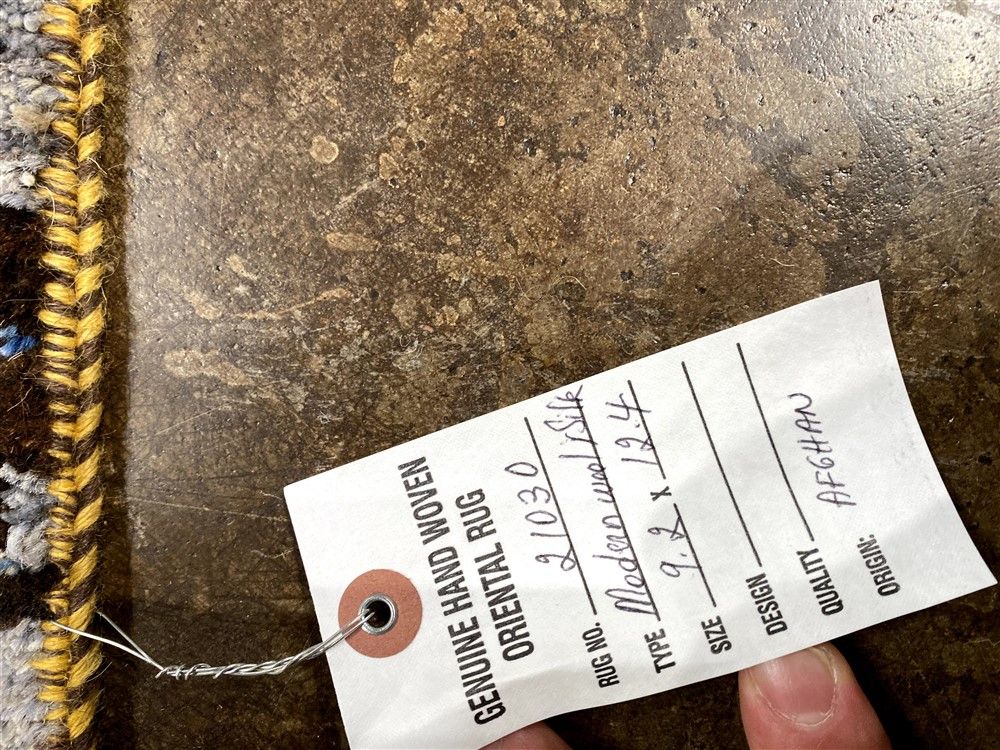 GENUINE HAND WOVEN
ORIENTAL RUG
RUG NO. 21030
TYPE Modern wool/Silk
SIZE 9.2 x 12.4
DESIGN
QUALITY
ORIGIN: AFGHAN